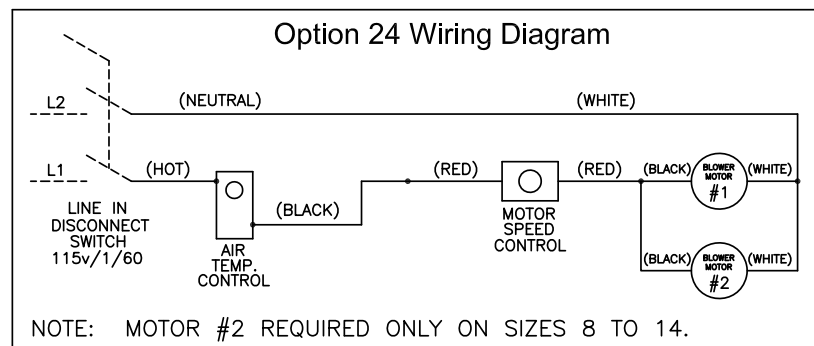 Option 24 Wiring Diagram
L2
(NEUTRAL)
(WHITE)
L1
(HOT)
(RED)
(RED)
(BLACK)
BLOWER
MOTOR
#1
(WHITE)
LINE IN
DISCONNECT
SWITCH
115v/1/60
(BLACK)
AIR
TEMP.
CONTROL
MOTOR
SPEED
CONTROL
(BLACK)
BLOWER
MOTOR
#2
(WHITE)
NOTE: MOTOR #2 REQUIRED ONLY ON SIZES 8 TO 14.